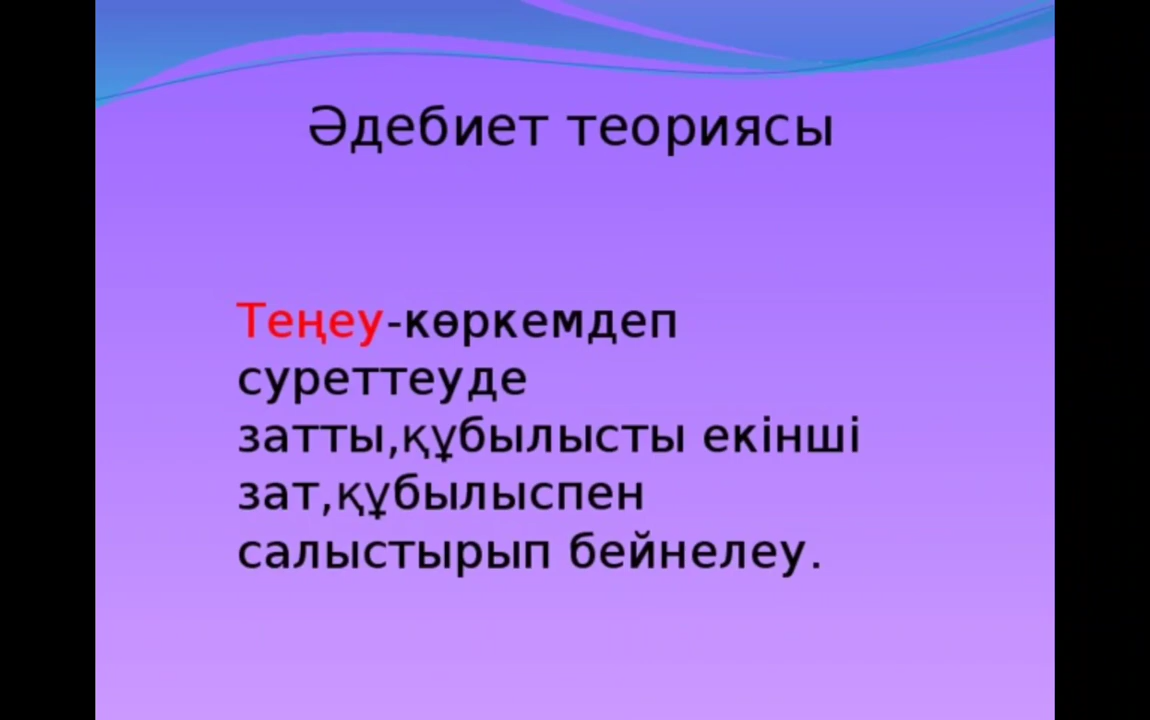 Әдебиет теориясы
Теңеу-көркемдеп
суреттеуде
затты,құбылысты екінші
зат,құбылыспен
салыстырып бейнелеу.